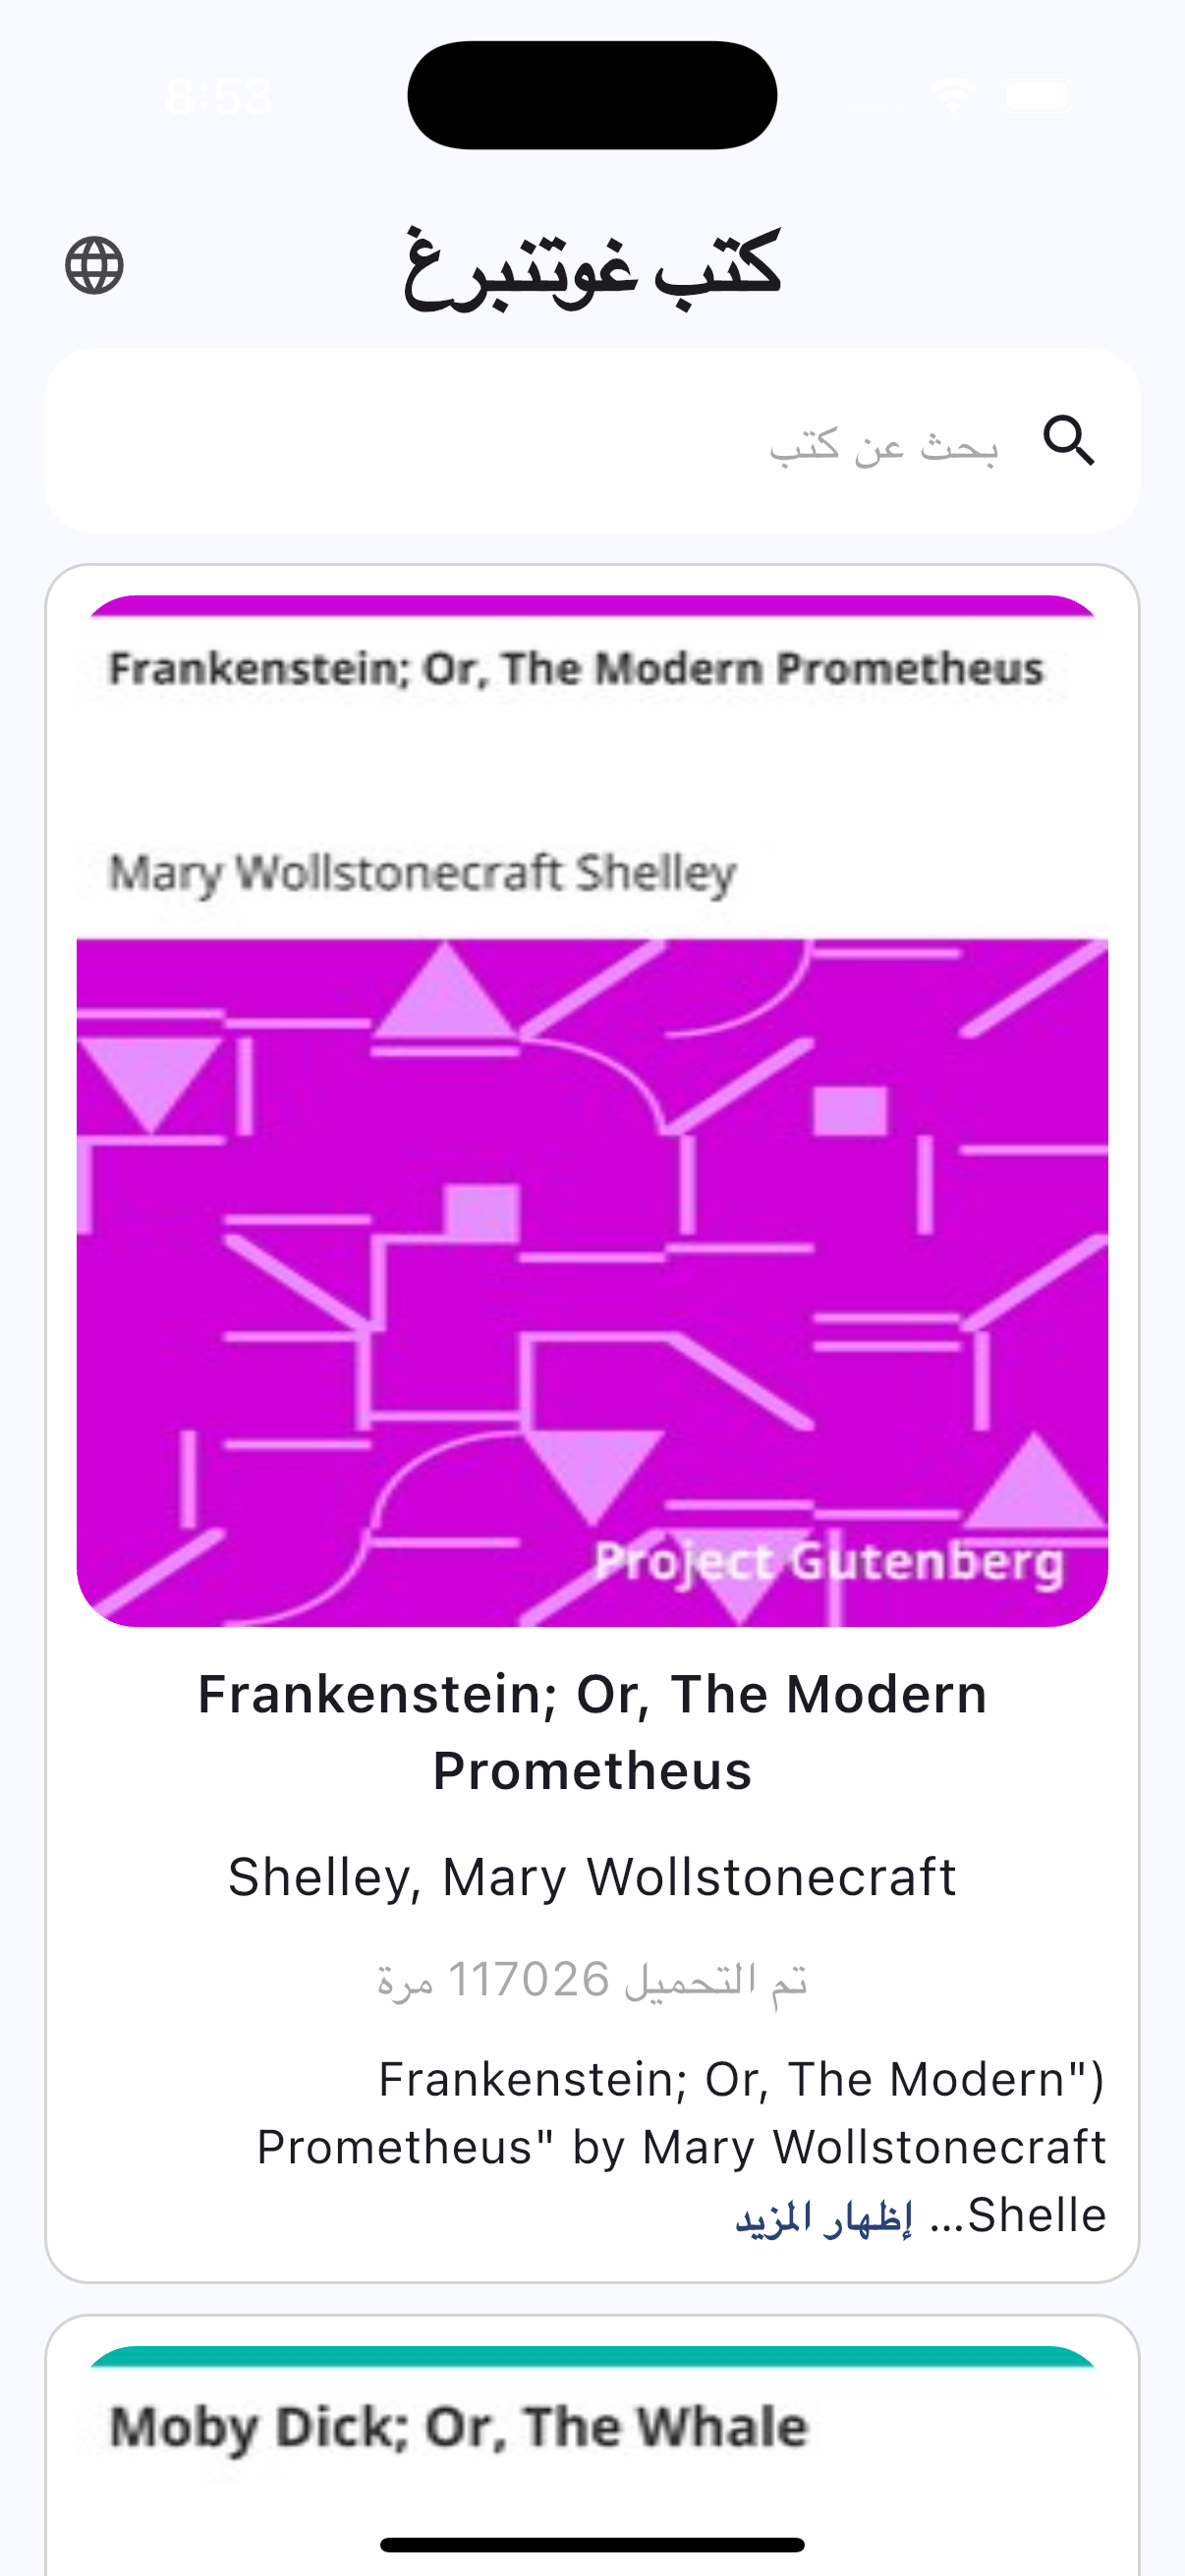 8:53
كتب غوتنبرغ
بحث عن كتب
Frankenstein; Or, The Modern Prometheus
Mary Wollstonecraft Shelley
Project Gutenberg
Frankenstein; Or, The Modern
Prometheus
Shelley, Mary Wollstonecraft
تم التحميل 117026 مرة
Frankenstein; Or, The Modern")
Prometheus" by Mary Wollstonecraft
Shelle... إظهار المزيد
Moby Dick; Or, The Whale